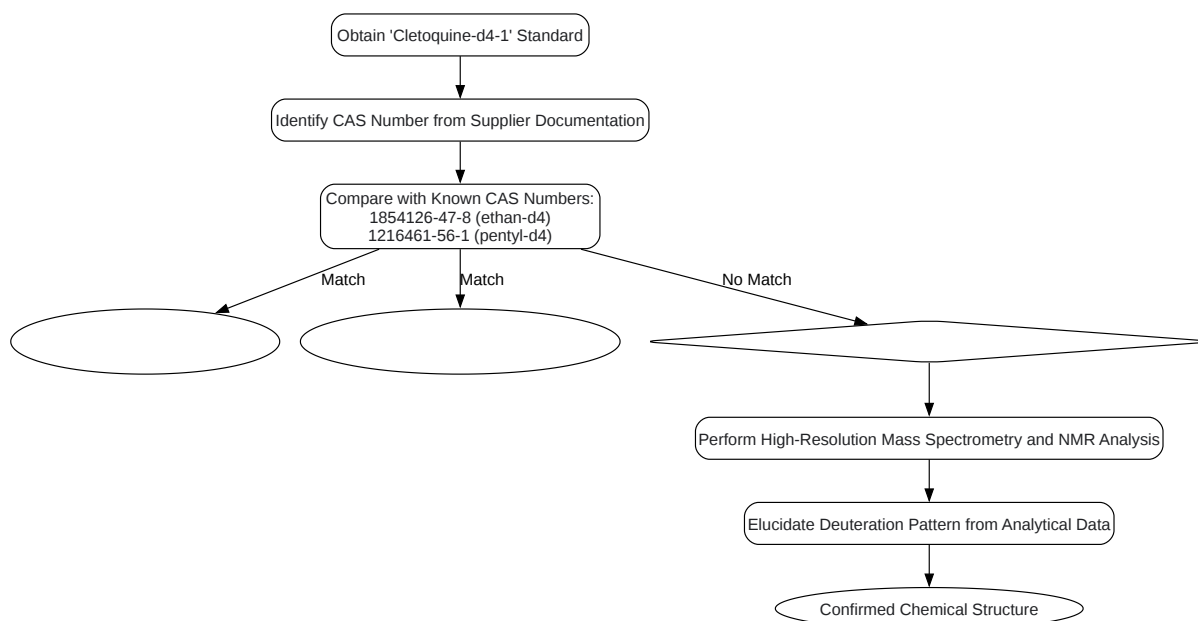 Obtain 'Cletoquine-d4-1' Standard
Identify CAS Number from Supplier Documentation
Compare with Known CAS Numbers:
1854126-47-8 (ethan-d4)
1216461-56-1 (pentyl-d4)
Match
Match
No Match
Perform High-Resolution Mass Spectrometry and NMR Analysis
Elucidate Deuteration Pattern from Analytical Data
Confirmed Chemical Structure